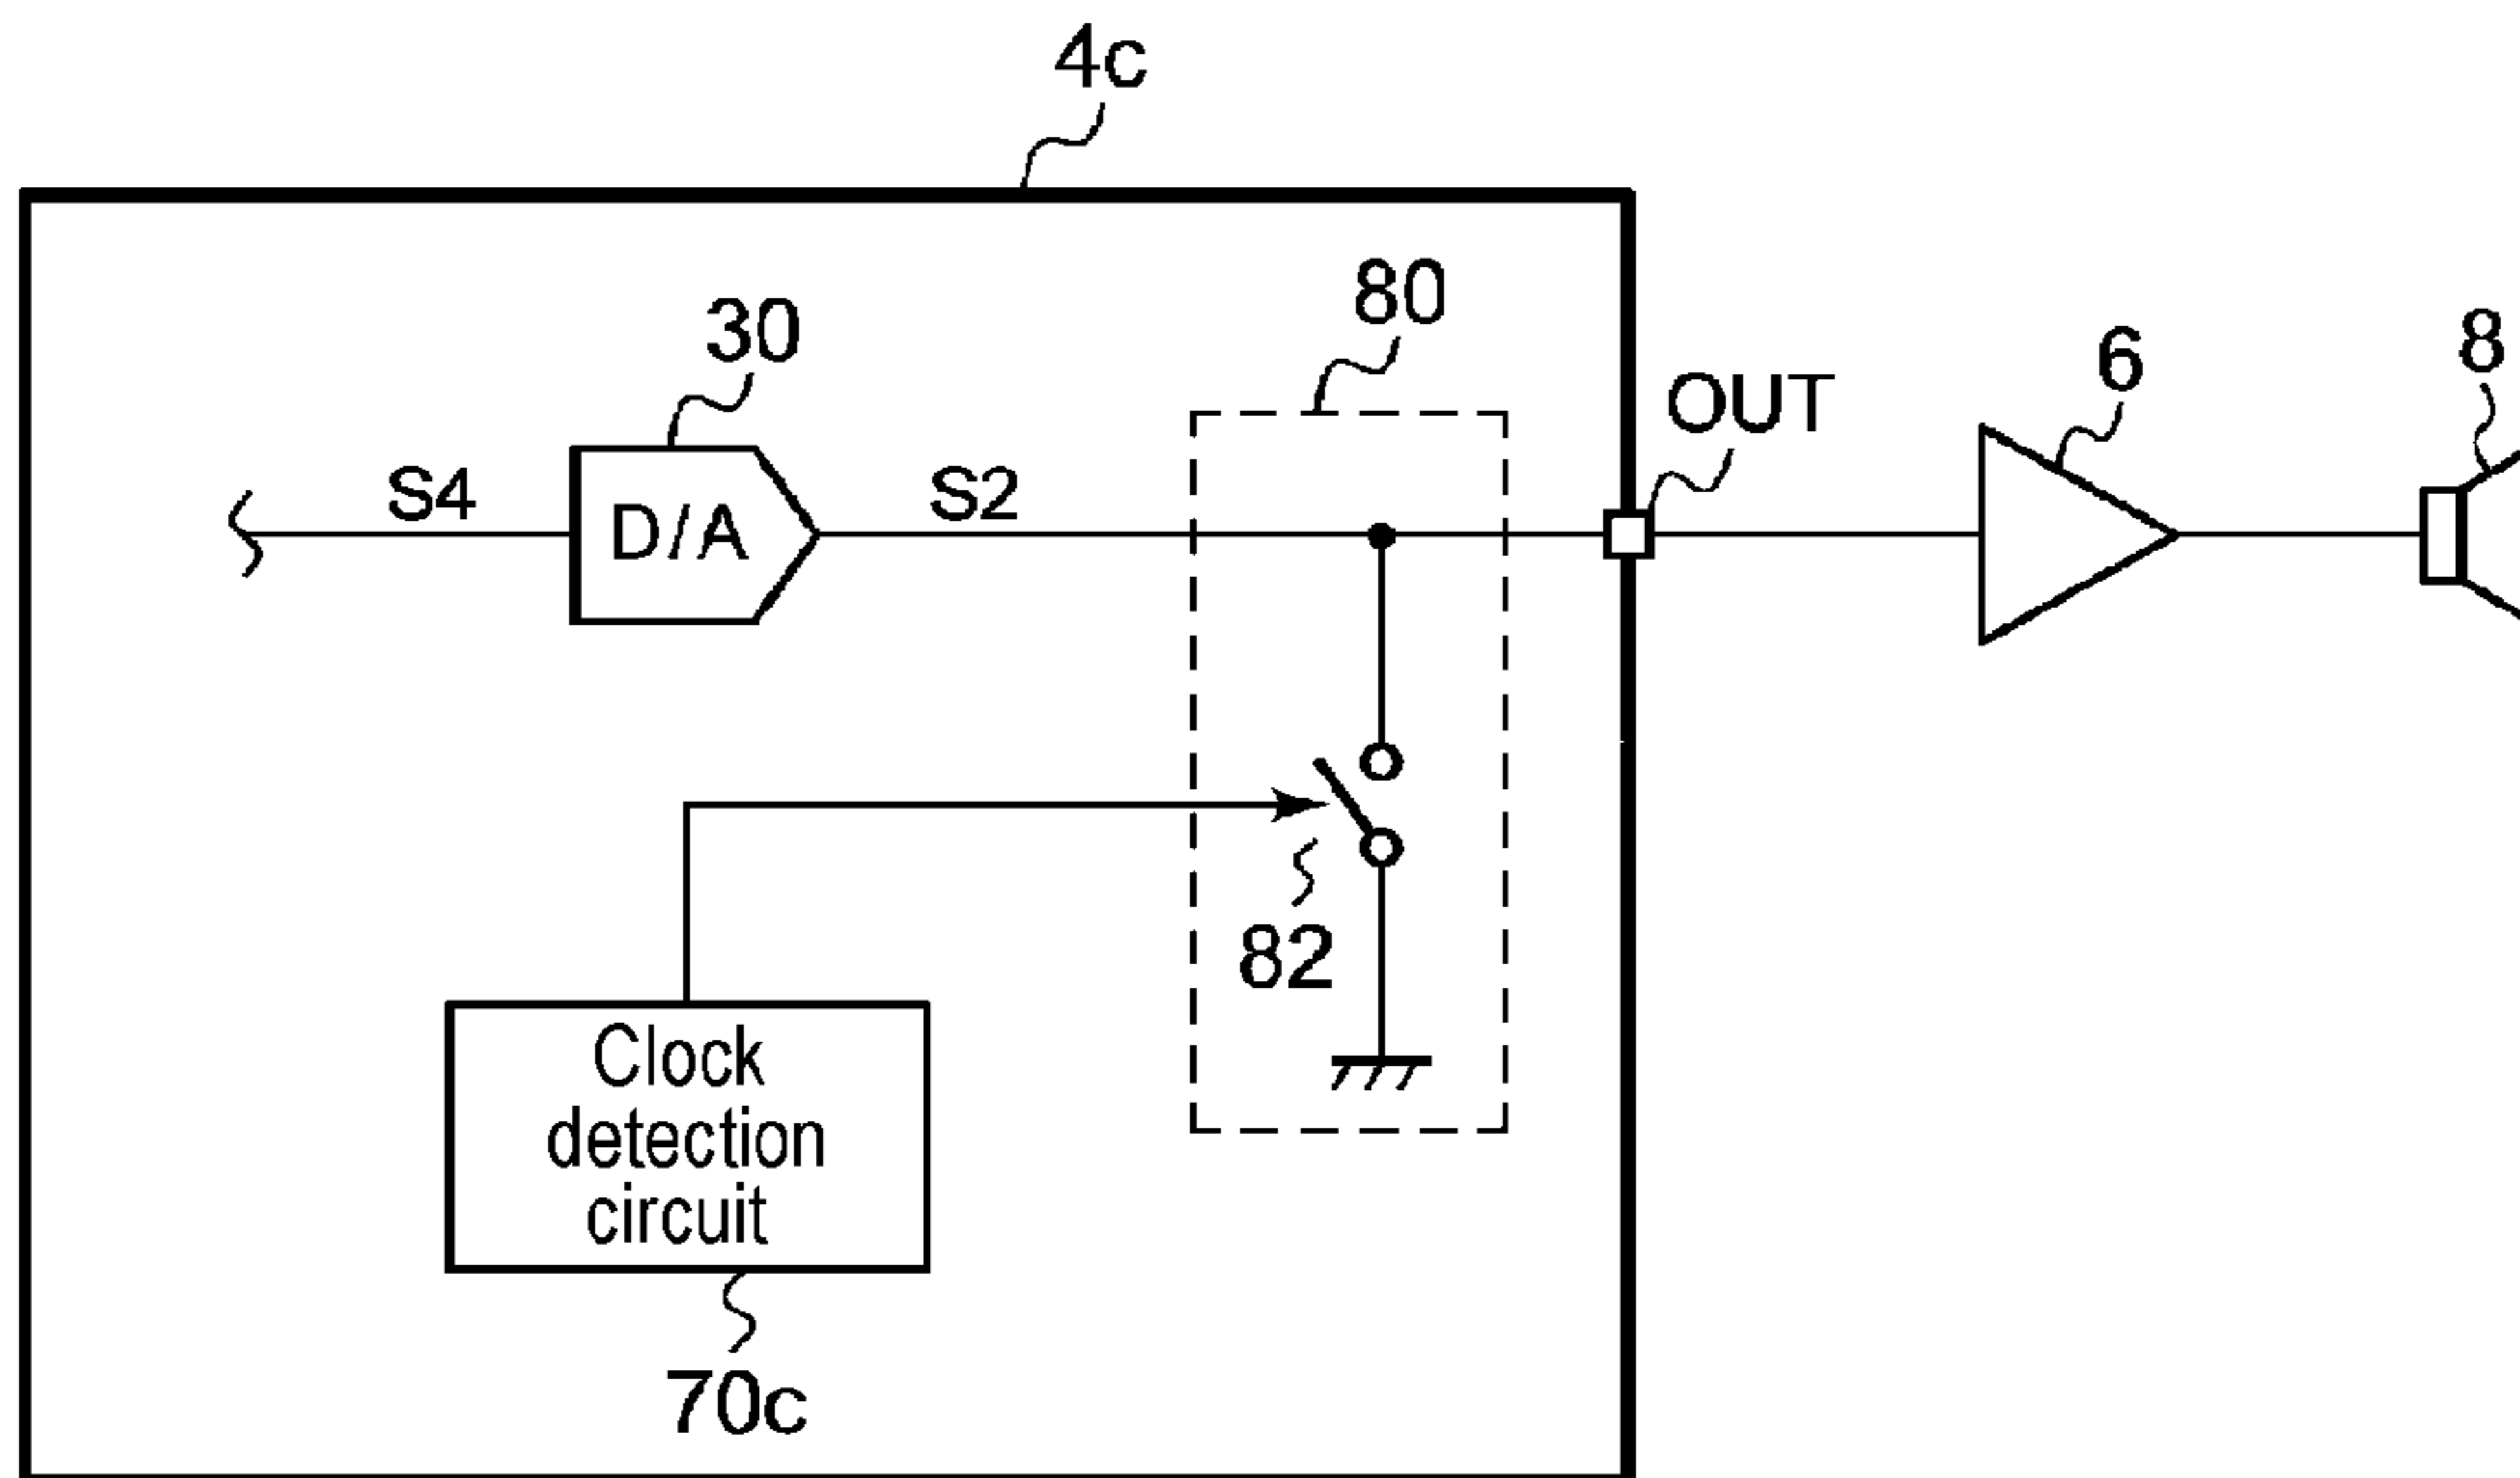 4c
80
30
8
6
OUT
S4
D/A
S2
82
Clock
detection
circuit
70c